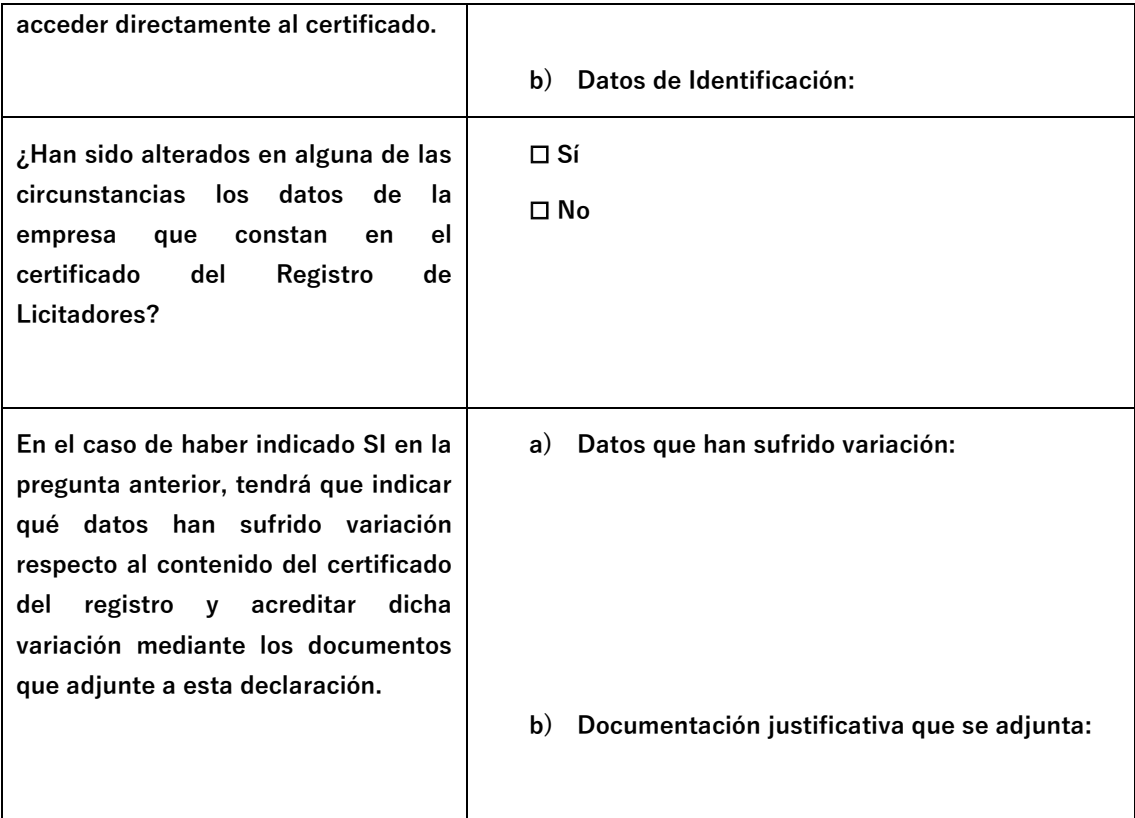 acceder directamente al certificado.
b) Datos de Identificación:
¿Han sido alterados en alguna de las
circunstancias los datos de la
empresa que constan en el
certificado del Registro de
Licitadores?
☐ Sí
☐ No
En el caso de haber indicado SI en la
pregunta anterior, tendrá que indicar
qué datos han sufrido variación
respecto al contenido del certificado
del registro y acreditar dicha
variación mediante los documentos
que adjunte a esta declaración.
a) Datos que han sufrido variación:
b) Documentación justificativa que se adjunta: